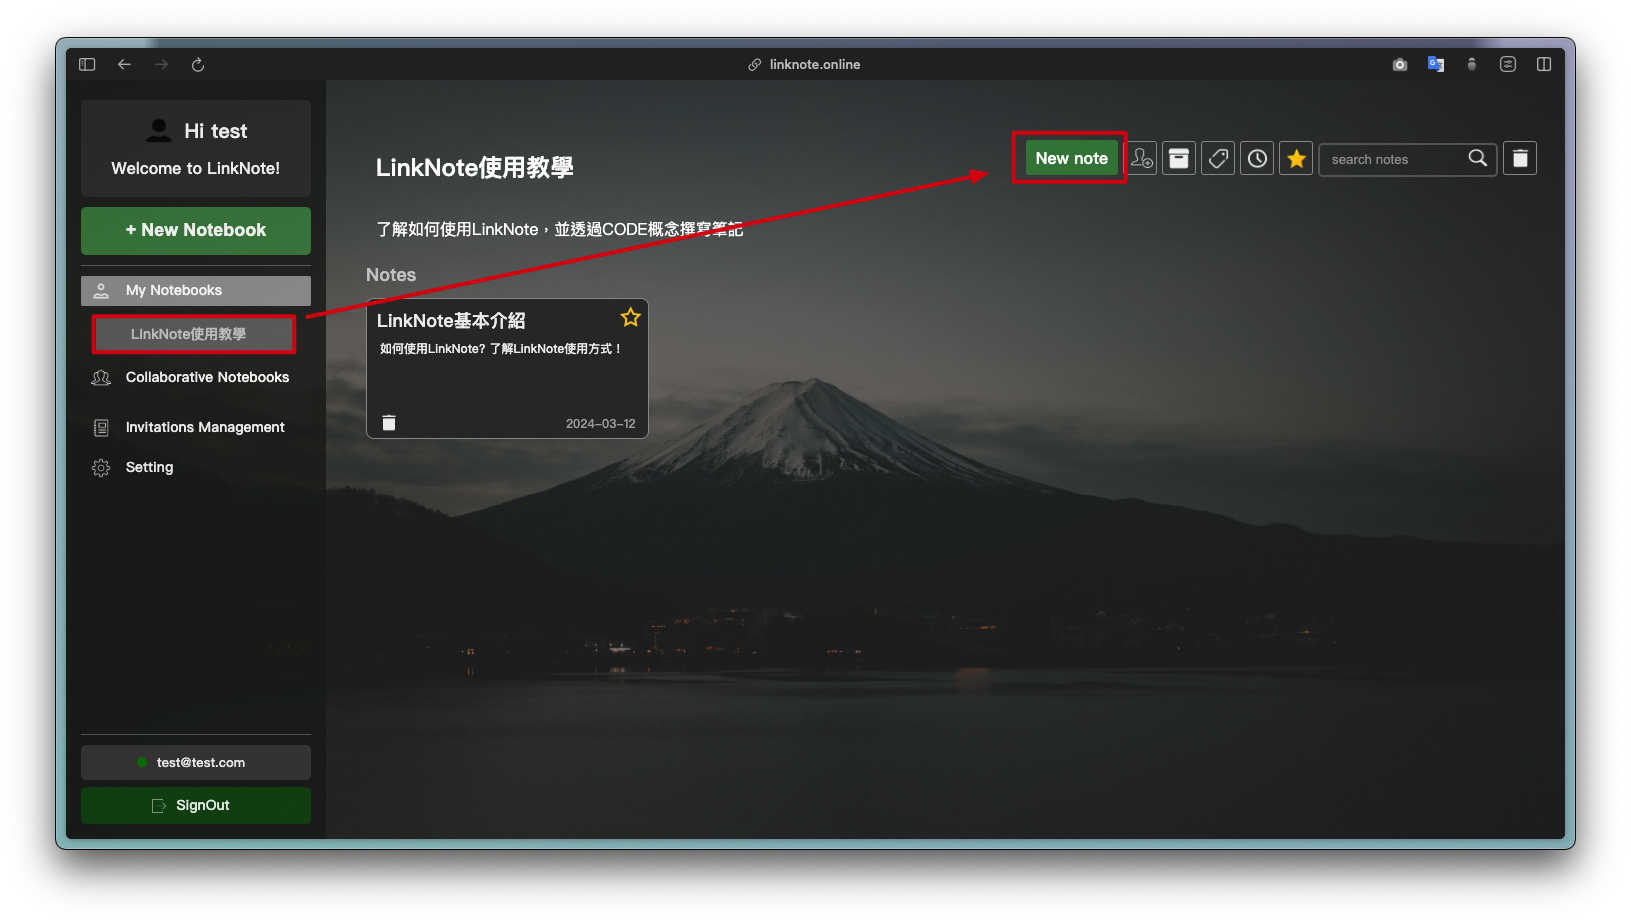 linknote.online
Hi test
Welcome to LinkNote!
+ New Notebook
My Notebooks
LinkNote使用教學
Collaborative Notebooks
Invitations Management
Setting
test@test.com
SignOut
LinkNote使用教學
New note
search notes
了解如何使用LinkNote，並透過CODE概念撰寫筆記
Notes
LinkNote基本介紹
如何使用LinkNote? 了解LinkNote使用方式！
2024-03-12